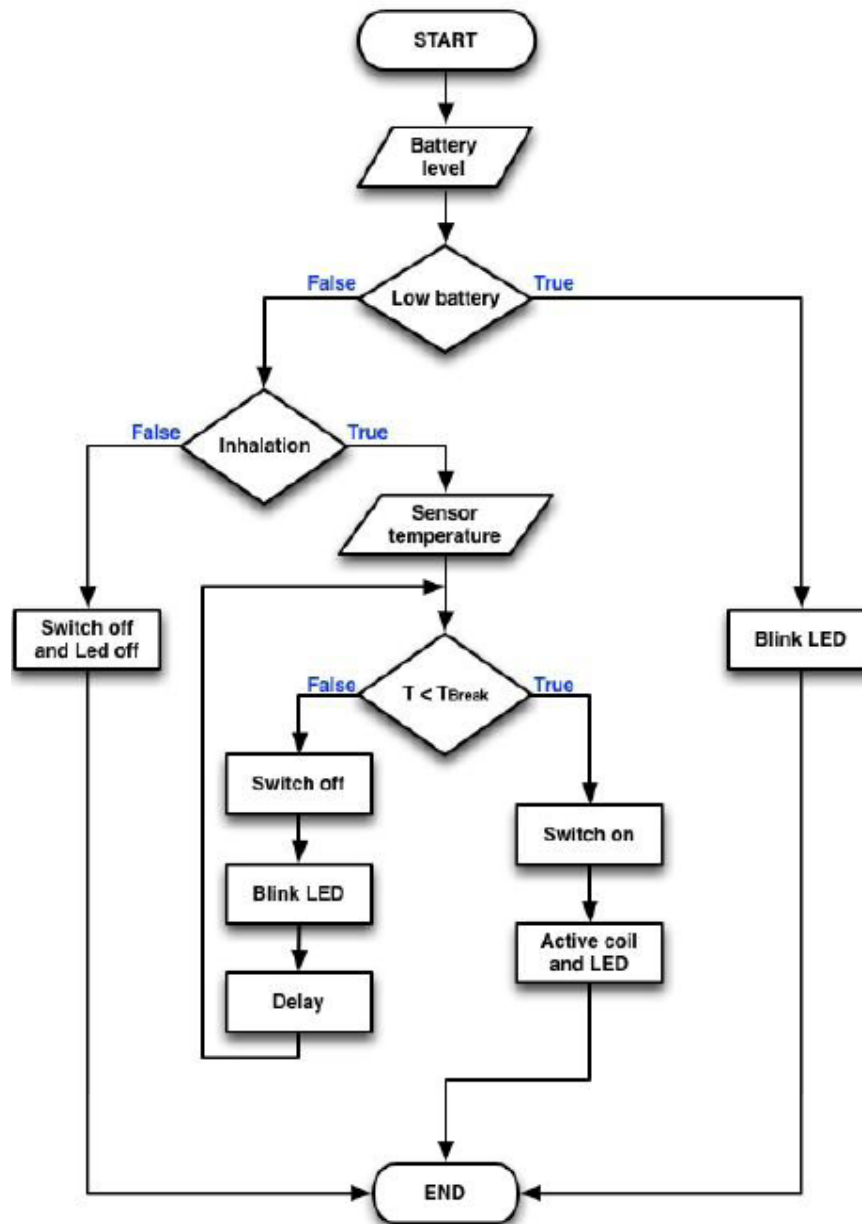 START
Battery
level
False
Low battery
True
False
Inhalation
True
Sensor
temperature
Switch off
and Led off
False
T < TBreak
True
Blink LED
Switch off
Switch on
Blink LED
Active coil
and LED
Delay
END